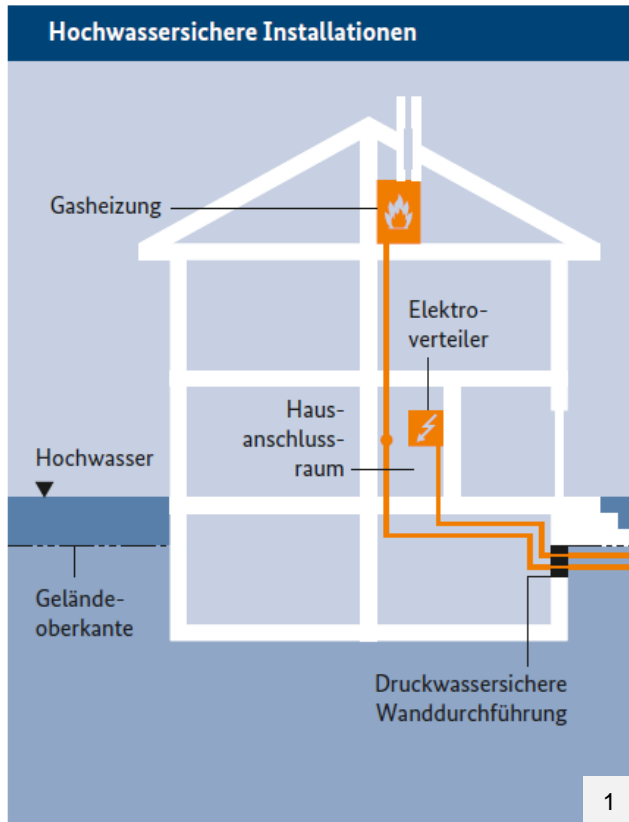 Hochwassersichere Installationen
Gasheizung
Elektro-
verteiler
Haus-
anschluss-
raum
Hochwasser
Gelände-
oberkante
Druckwassersichere
Wanddurchführung
1